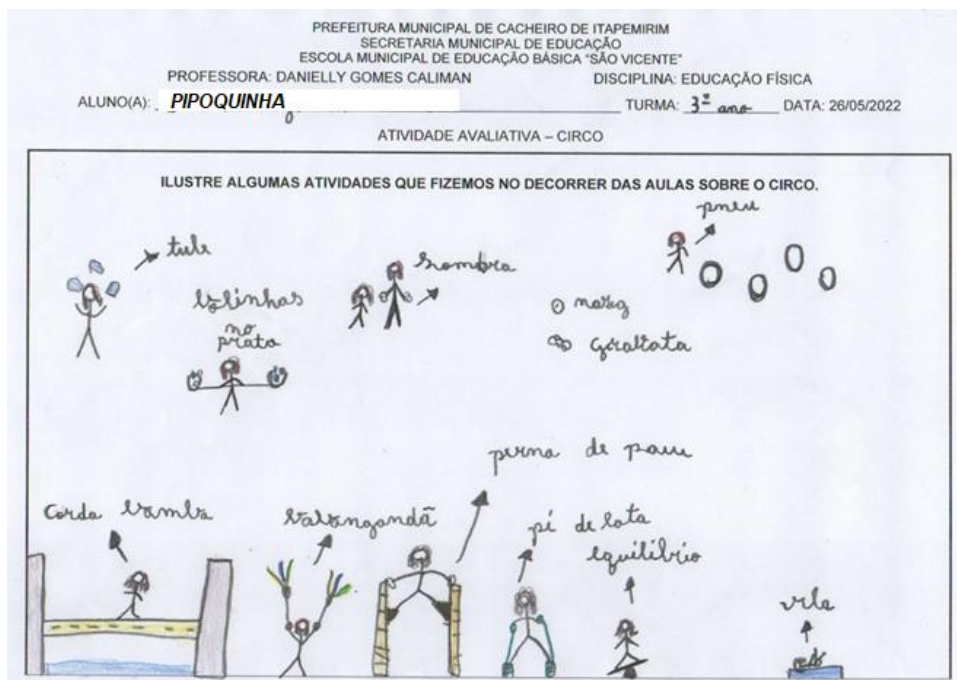 PREFEITURA MUNICIPAL DE CACHEIRO DE ITAPEMIRIM
SECRETARIA MUNICIPAL DE EDUCAÇÃO
ESCOLA MUNICIPAL DE EDUCAÇÃO BÁSICA "SÃO VICENTE"
PROFESSORA: DANIELLY GOMES CALIMAN DISCIPLINA: EDUCAÇÃO FÍSICA
ALUNO(A): PIPOQUINHA TURMA: 3º ano DATA: 26/05/2022
ATIVIDADE AVALIATIVA – CIRCO
ILUSTRE ALGUMAS ATIVIDADES QUE FIZEMOS NO DECORRER DAS AULAS SOBRE O CIRCO.
pneu
tule
sombra
bolinhas
no
prato
nariz
perna de pau
Corda bamba
balangandã
pé de lata
equilíbrio